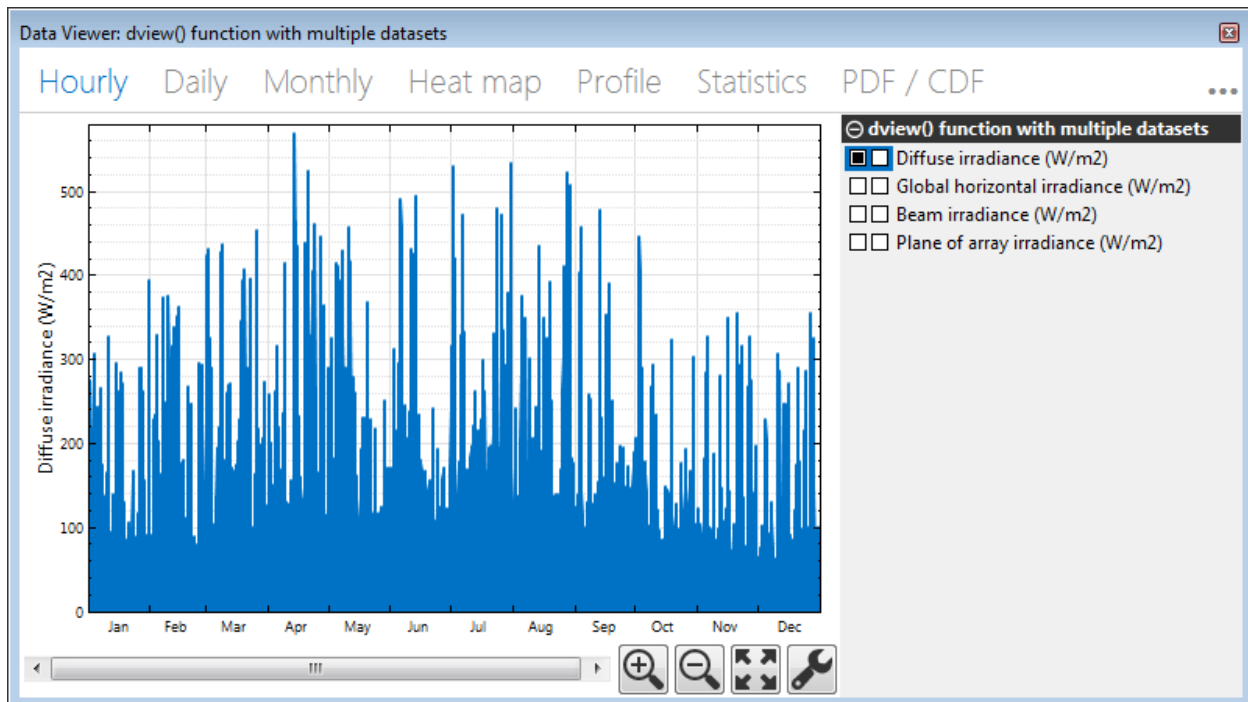 Data Viewer: dview() function with multiple datasets
Hourly Daily Monthly Heat map Profile Statistics PDF / CDF ...
dview() function with multiple datasets
Diffuse irradiance (W/m2)
Global horizontal irradiance (W/m2)
Beam irradiance (W/m2)
Plane of array irradiance (W/m2)
Diffuse irradiance (W/m2)
500
400
300
200
100
0
Jan Feb Mar Apr May Jun Jul Aug Sep Oct Nov Dec